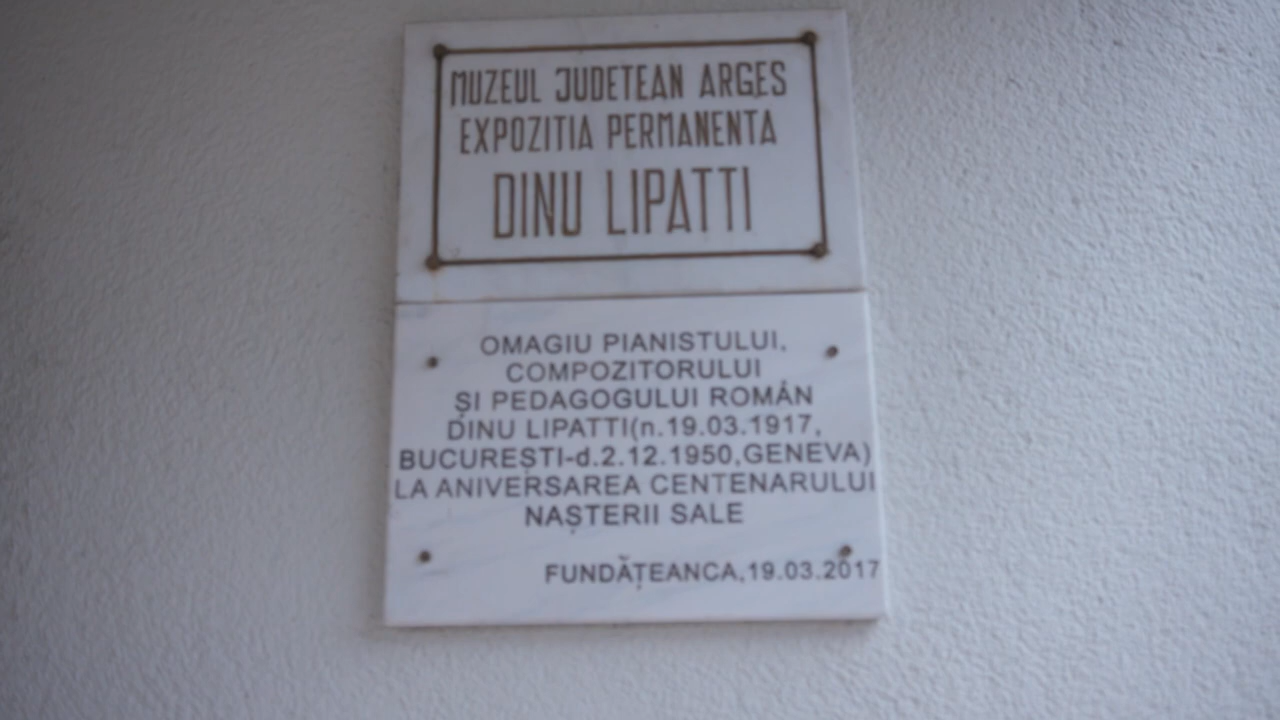 MUZEUL JUDETEAN ARGEȘ
EXPOZITIA PERMANENTA
DINU LIPATTI
OMAGIU PIANISTULUI,
COMPOZITORULUI
ȘI PEDAGOGULUI ROMÂN
DINU LIPATTI(n.19.03.1917,
BUCUREȘTI-d.2.12.1950,GENEVA)
LA ANIVERSAREA CENTENARULUI
NAȘTERII SALE
FUNDĂȚEANCA,19.03.2017